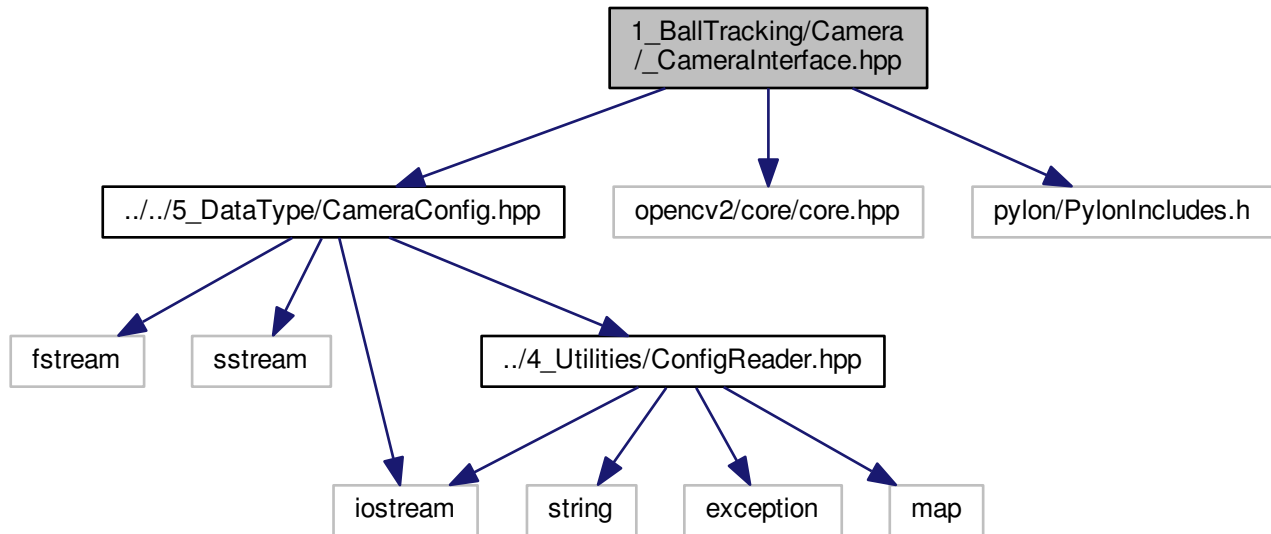 1_BallTracking/Camera
/_CameraInterface.hpp
../../5_DataType/CameraConfig.hpp
opencv2/core/core.hpp
pylon/PylonIncludes.h
fstream
sstream
../4_Utilities/ConfigReader.hpp
iostream
string
exception
map